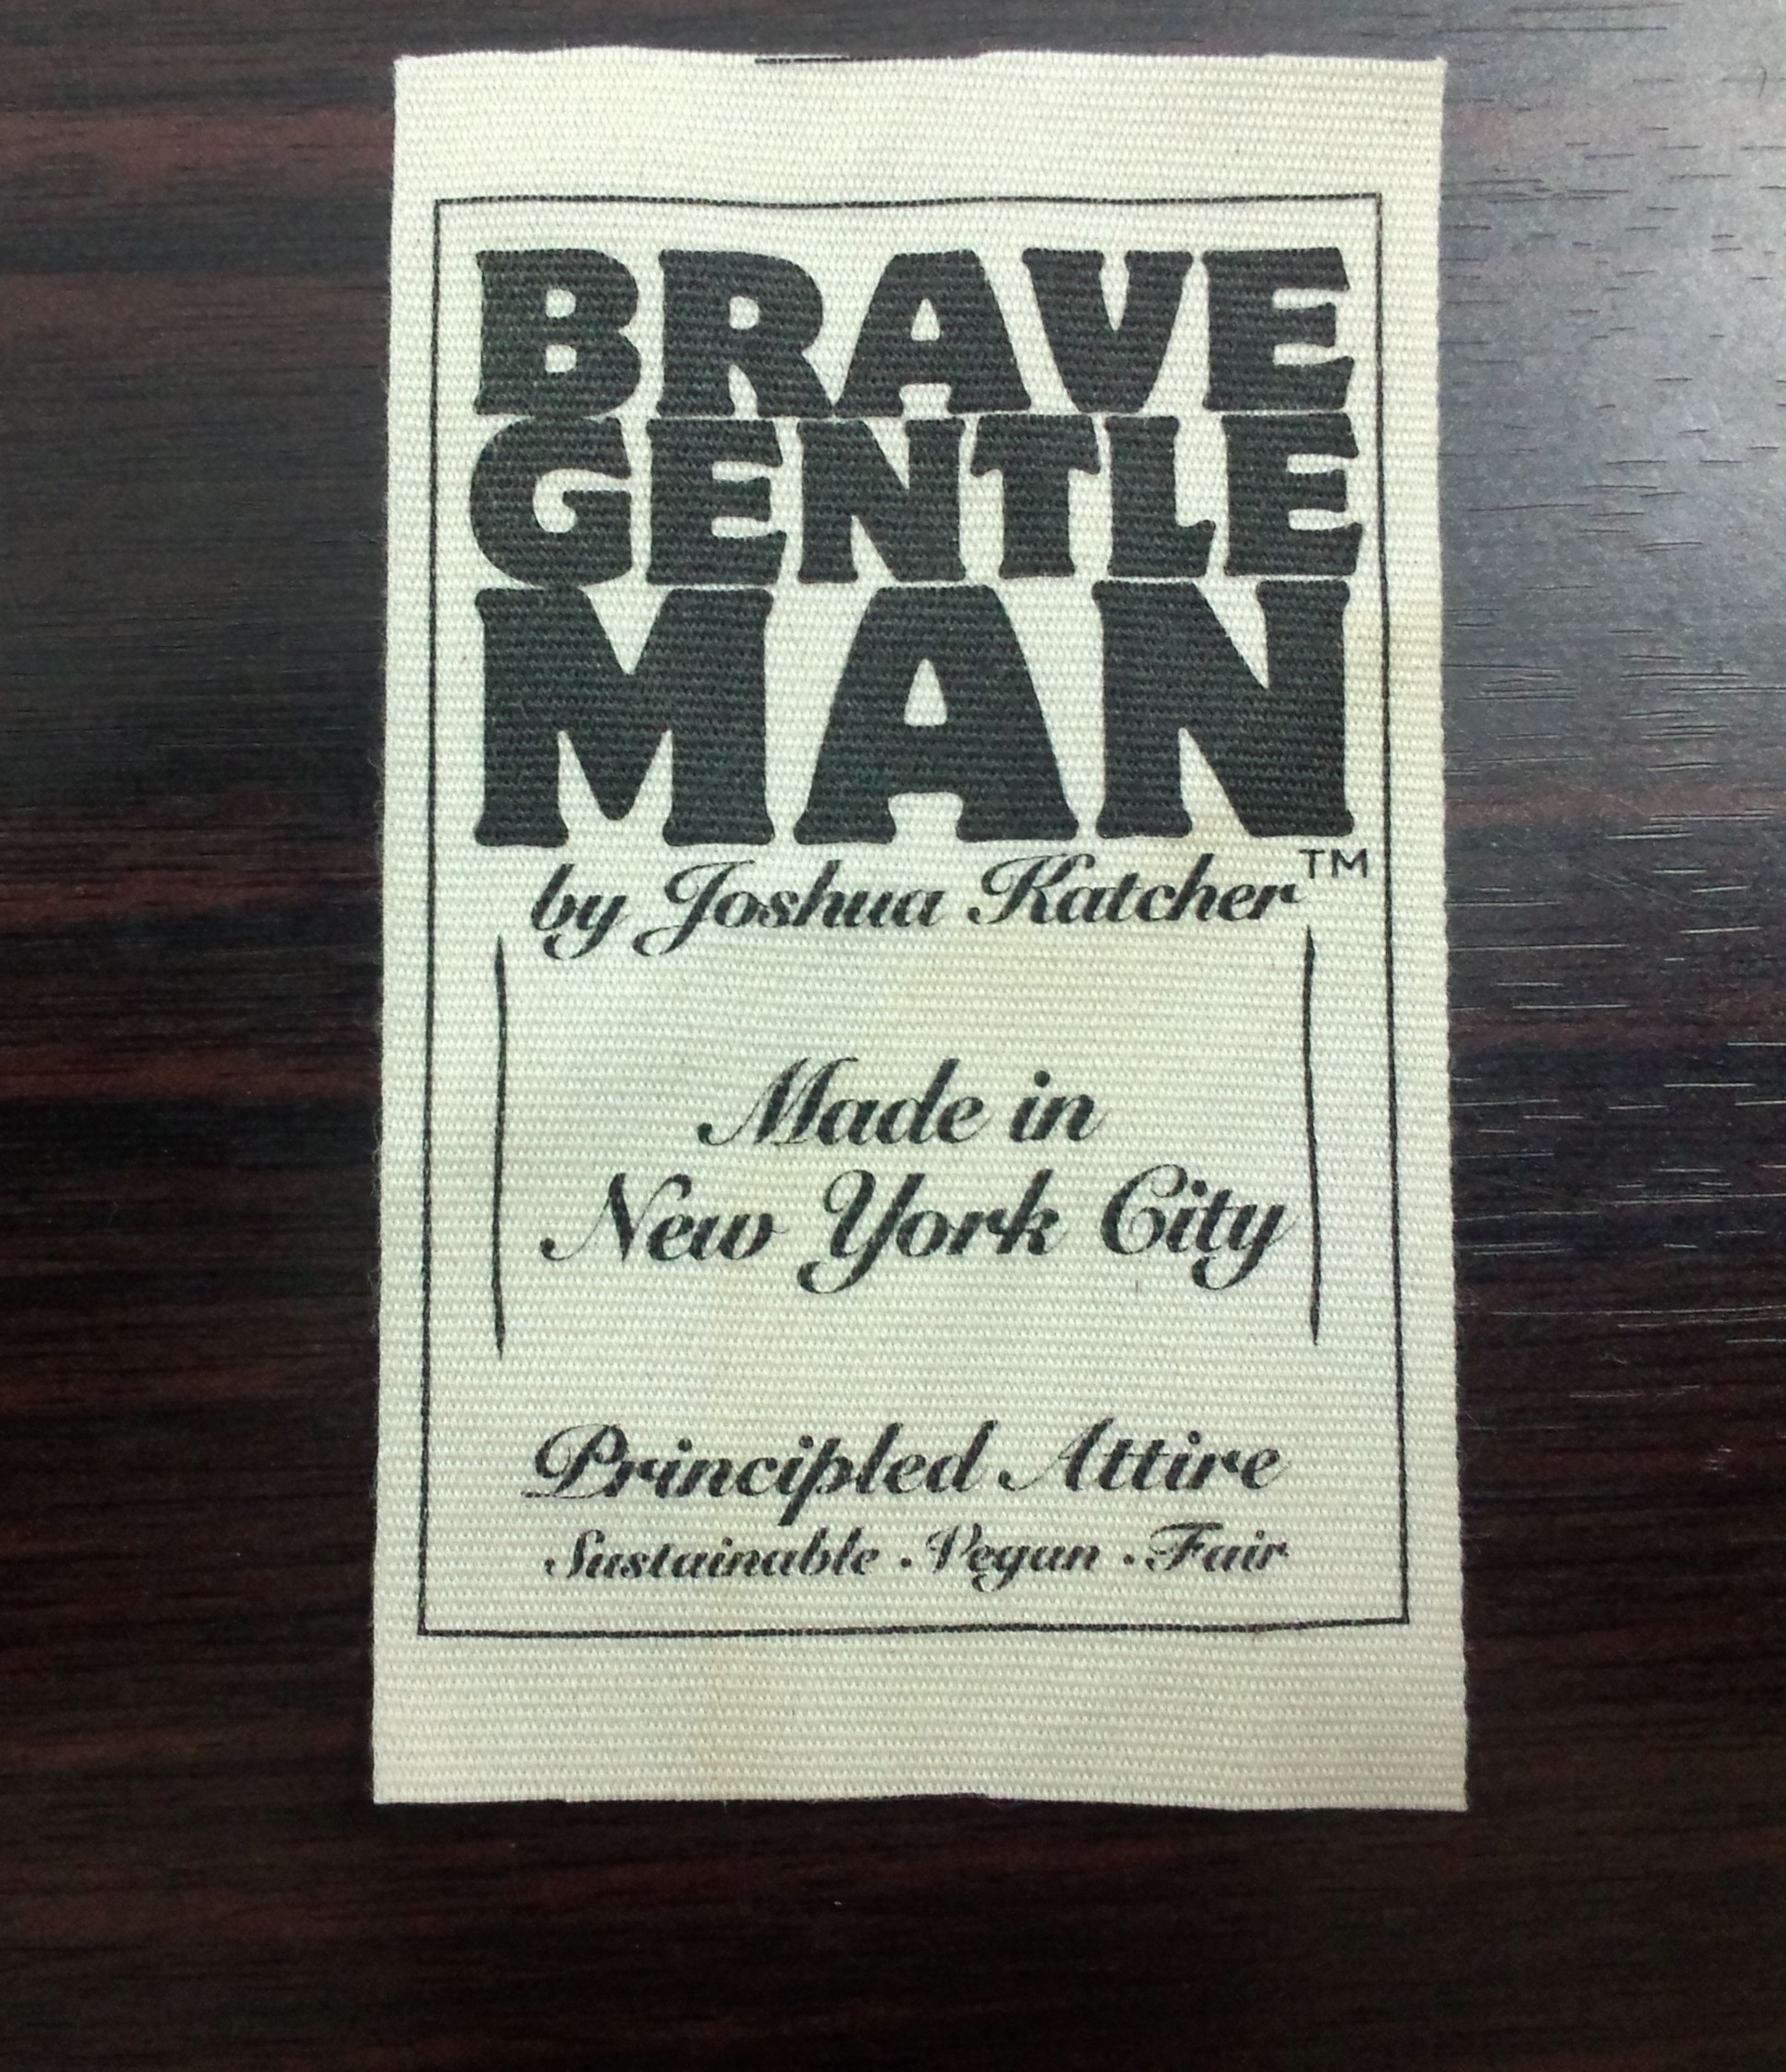 BRAVE
GENTLE
MAN
by Joshua Katcher™
Made in
New York City
Principled Attire
Sustainable · Vegan · Fair